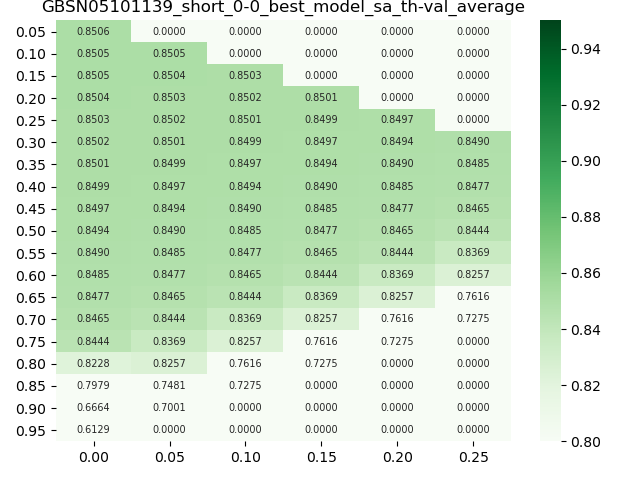 GBSN05101139_short_0-0_best_model_sa_th-val_average
0.05 0.8506 0.0000 0.0000 0.0000 0.0000 0.0000
0.10 0.8505 0.8505 0.0000 0.0000 0.0000 0.0000
0.15 0.8505 0.8504 0.8503 0.0000 0.0000 0.0000
0.20 0.8504 0.8503 0.8502 0.8501 0.0000 0.0000
0.25 0.8503 0.8502 0.8501 0.8499 0.8497 0.0000
0.30 0.8502 0.8501 0.8499 0.8497 0.8494 0.8490
0.35 0.8501 0.8499 0.8497 0.8494 0.8490 0.8485
0.40 0.8499 0.8497 0.8494 0.8490 0.8485 0.8477
0.45 0.8497 0.8494 0.8490 0.8485 0.8477 0.8465
0.50 0.8494 0.8490 0.8485 0.8477 0.8465 0.8444
0.55 0.8490 0.8485 0.8477 0.8465 0.8444 0.8369
0.60 0.8485 0.8477 0.8465 0.8444 0.8369 0.8257
0.65 0.8477 0.8465 0.8444 0.8369 0.8257 0.7616
0.70 0.8465 0.8444 0.8369 0.8257 0.7616 0.7275
0.75 0.8444 0.8369 0.8257 0.7616 0.7275 0.0000
0.80 0.8228 0.8257 0.7616 0.7275 0.0000 0.0000
0.85 0.7979 0.7481 0.7275 0.0000 0.0000 0.0000
0.90 0.6664 0.7001 0.0000 0.0000 0.0000 0.0000
0.95 0.6129 0.0000 0.0000 0.0000 0.0000 0.0000
0.00 0.05 0.10 0.15 0.20 0.25
0.94
0.92
0.90
0.88
0.86
0.84
0.82
0.80